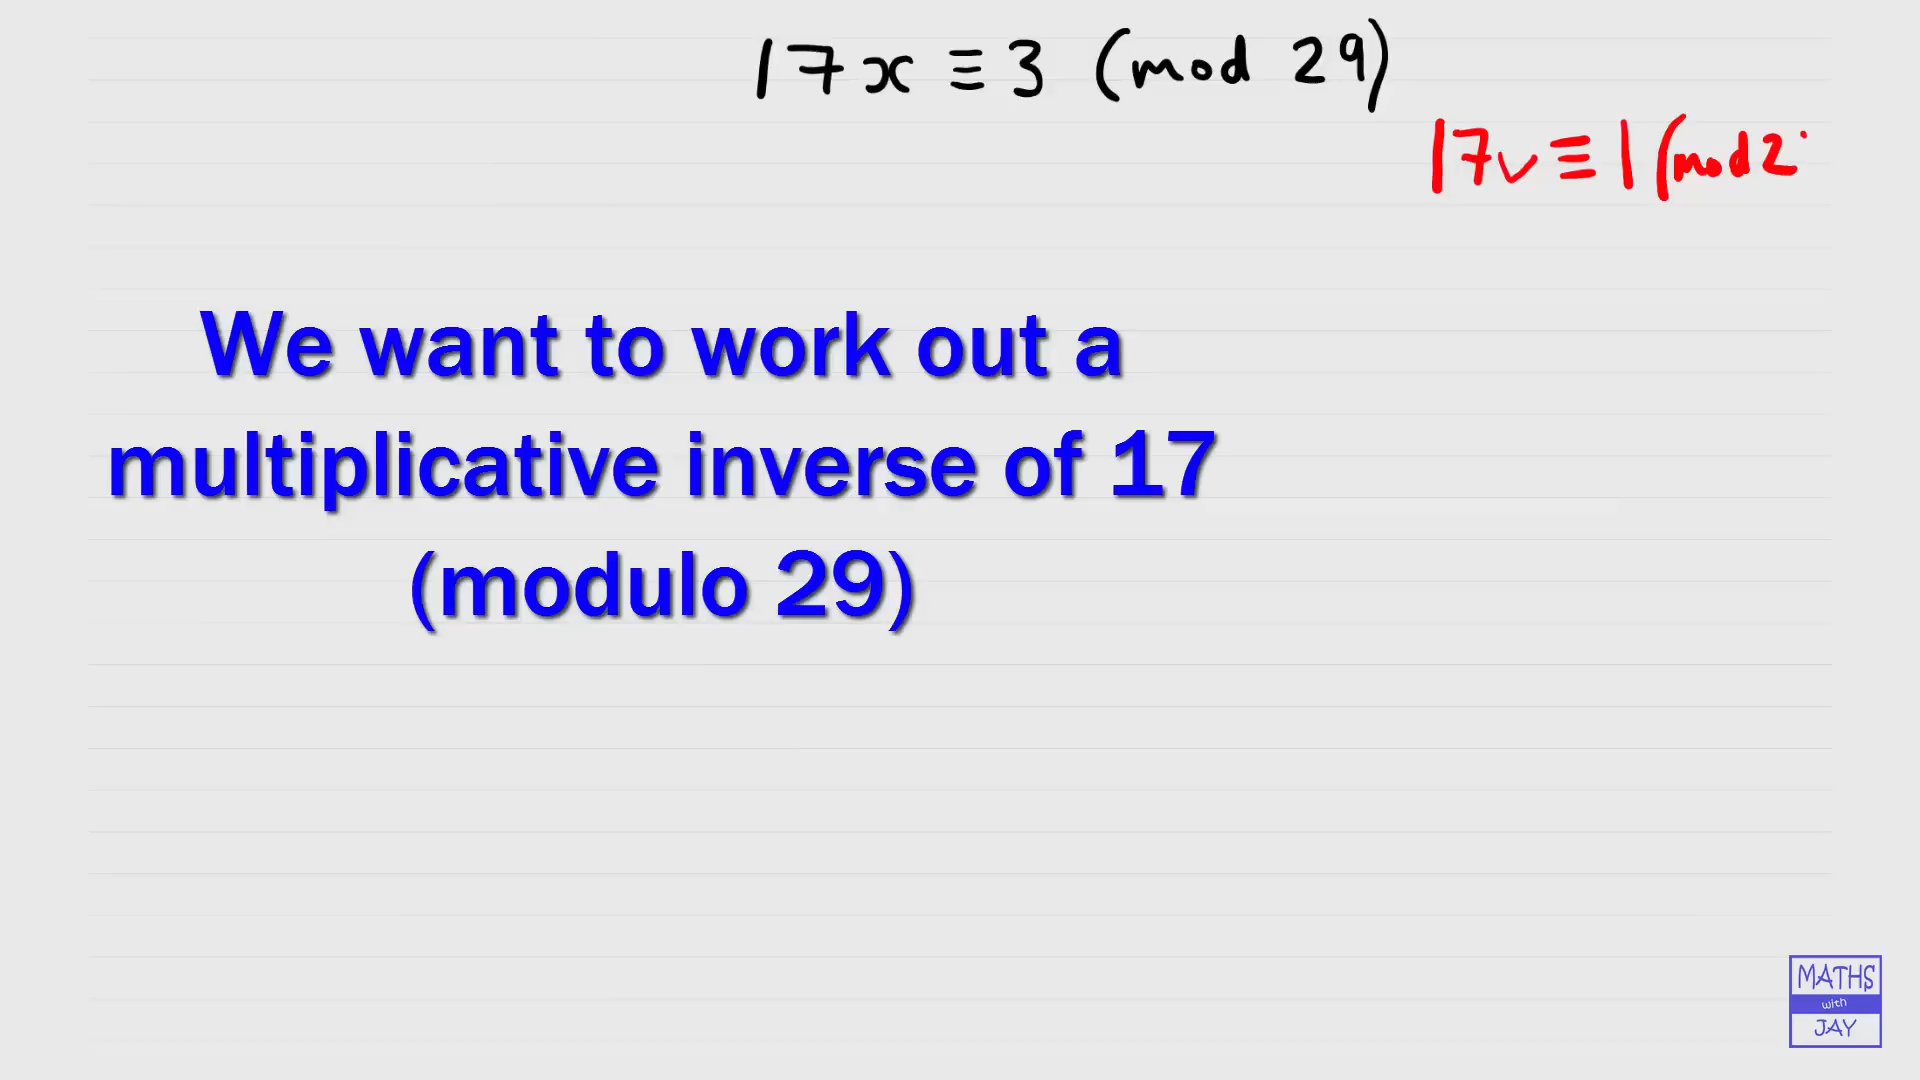 17x ≡ 3 (mod 29)
17v ≡ 1 (mod 2
We want to work out a
multiplicative inverse of 17
(modulo 29)
MATHS
with
JAY